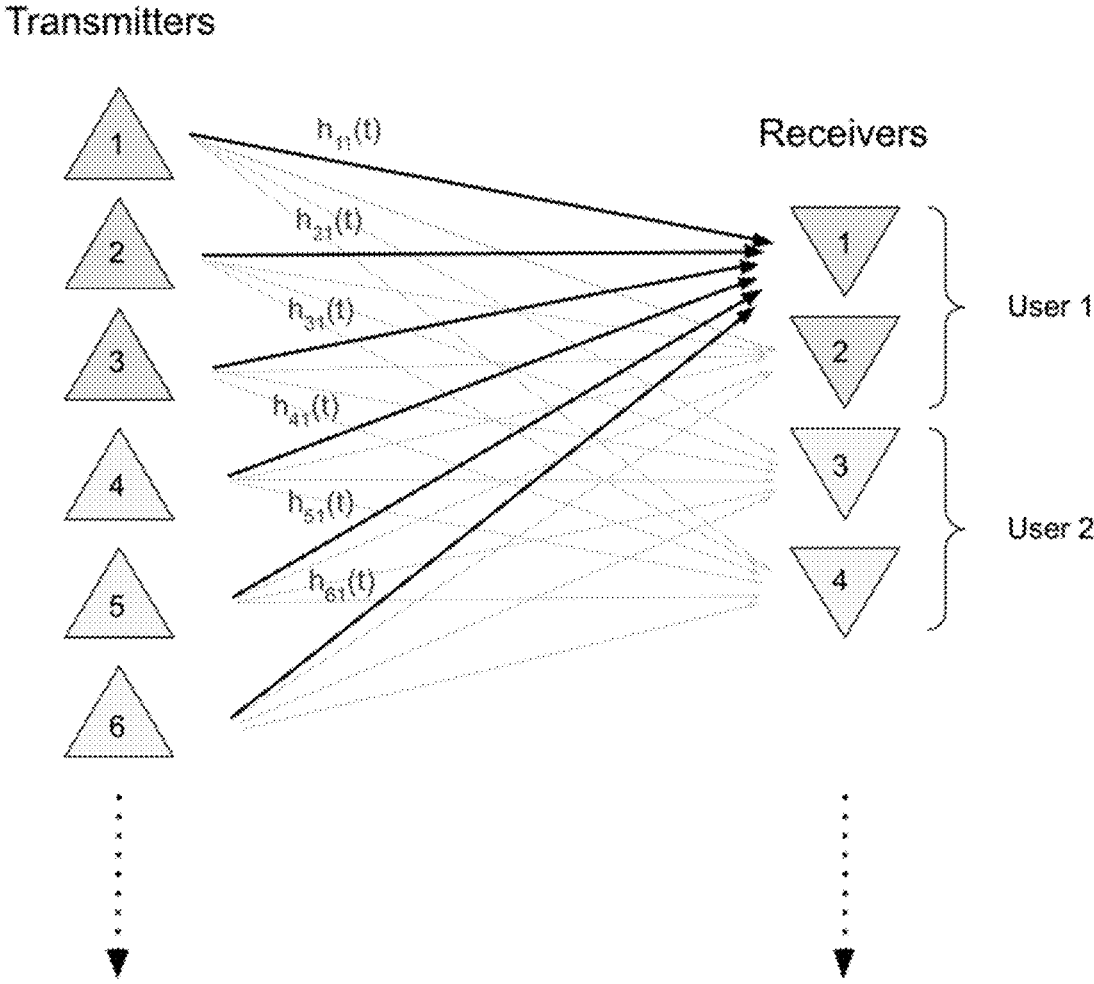 Transmitters
Receivers
1
2
3
4
5
6
h11(t)
h21(t)
h31(t)
h41(t)
h51(t)
h61(t)
1
2
3
4
User 1
User 2